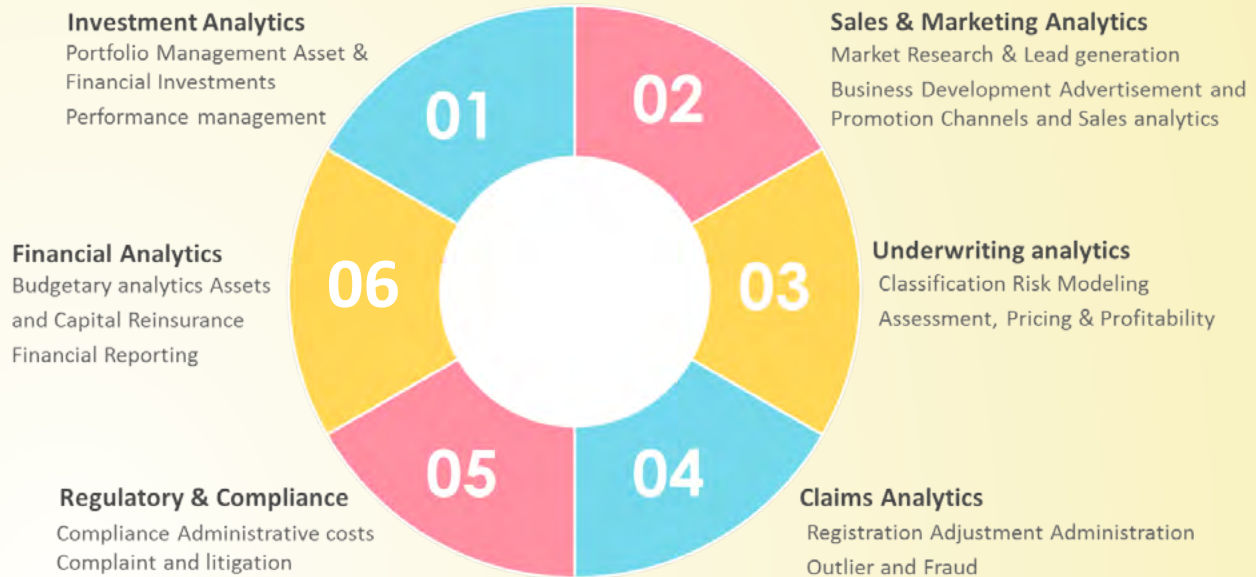 Investment Analytics
Portfolio Management Asset &
Financial Investments
Performance management
01
02
Sales & Marketing Analytics
Market Research & Lead generation
Business Development Advertisement and
Promotion Channels and Sales analytics
Financial Analytics
Budgetary analytics Assets
and Capital Reinsurance
Financial Reporting
06
03
Underwriting analytics
Classification Risk Modeling
Assessment, Pricing & Profitability
Regulatory & Compliance
Compliance Administrative costs
Complaint and litigation
05
04
Claims Analytics
Registration Adjustment Administration
Outlier and Fraud